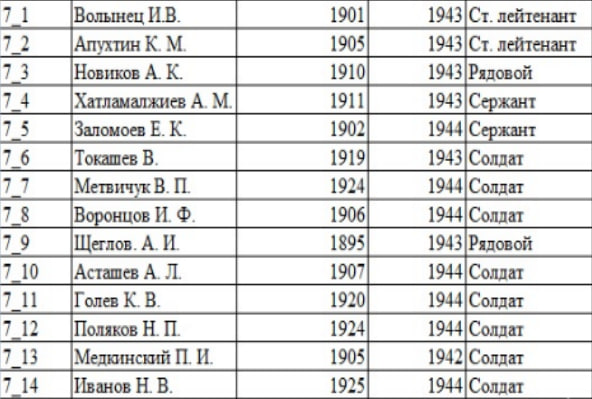 7_1 Волынец И.В. 1901 1943 Ст. лейтенант
7_2 Апухтин К. М. 1905 1943 Ст. лейтенант
7_3 Новиков А. К. 1910 1943 Рядовой
7_4 Хатламалжиев А. М. 1911 1943 Сержант
7_5 Заломоев Е. К. 1902 1944 Сержант
7_6 Токашев В. 1919 1943 Солдат
7_7 Метвичук В. П. 1924 1944 Солдат
7_8 Воронцов И. Ф. 1906 1944 Солдат
7_9 Щеглов. А. И. 1895 1943 Рядовой
7_10 Асташев А. Л. 1907 1944 Солдат
7_11 Голев К. В. 1920 1944 Солдат
7_12 Поляков Н. П. 1924 1944 Солдат
7_13 Медкинский П. И. 1905 1942 Солдат
7_14 Иванов Н. В. 1925 1944 Солдат